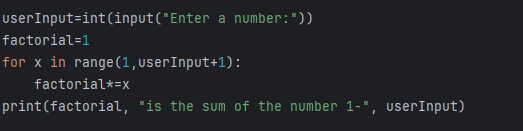 userInput=int(input("Enter a number:"))
factorial=1
for x in range(1,userInput+1):
    factorial*=x
print(factorial, "is the sum of the number 1-", userInput)